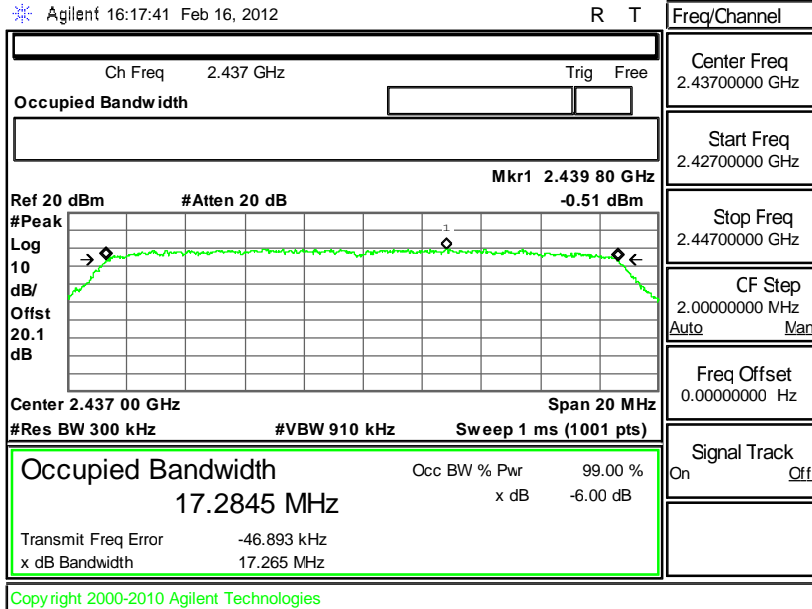 Agilent 16:17:41 Feb 16, 2012 R T
Freq/Channel
Ch Freq 2.437 GHz Trig Free
Occupied Bandwidth
Center Freq
2.43700000 GHz
Start Freq
2.42700000 GHz
Stop Freq
2.44700000 GHz
CF Step
2.00000000 MHz
Auto Man
Freq Offset
0.00000000 Hz
Signal Track
On Off
Mkr1 2.439 80 GHz
Ref 20 dBm #Atten 20 dB -0.51 dBm
#Peak
Log
10
dB/
Offst
20.1
dB
1
Center 2.437 00 GHz Span 20 MHz
#Res BW 300 kHz #VBW 910 kHz Sweep 1 ms (1001 pts)
Occupied Bandwidth
17.2845 MHz
Occ BW % Pwr 99.00 %
x dB -6.00 dB
Transmit Freq Error -46.893 kHz
x dB Bandwidth 17.265 MHz
Copyright 2000-2010 Agilent Technologies